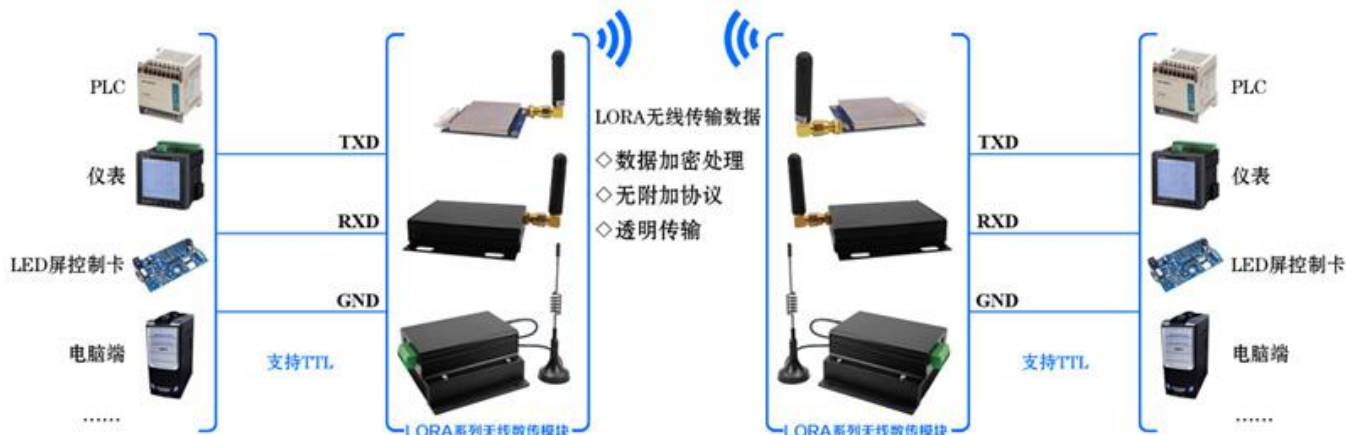 PLC
仪表
LED屏控制卡
电脑端
……
TXD
RXD
GND
支持TTL
LORA系列无线数传模块
LORA无线传输数据
◇数据加密处理
◇无附加协议
◇透明传输
LORA系列无线数传模块
TXD
RXD
GND
支持TTL
PLC
仪表
LED屏控制卡
电脑端
……